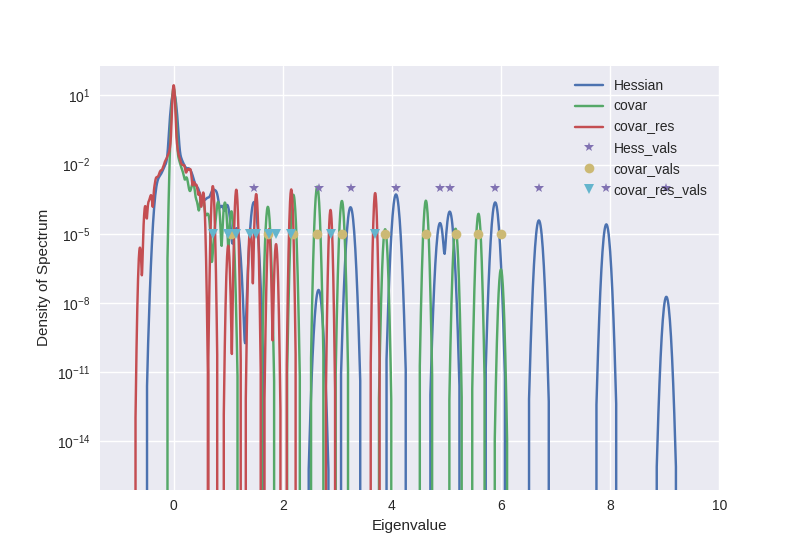 10^1
10^−2
10^−5
10^−8
10^−11
10^−14
Density of Spectrum
Hessian
covar
covar_res
Hess_vals
covar_vals
covar_res_vals
0 2 4 6 8 10
Eigenvalue